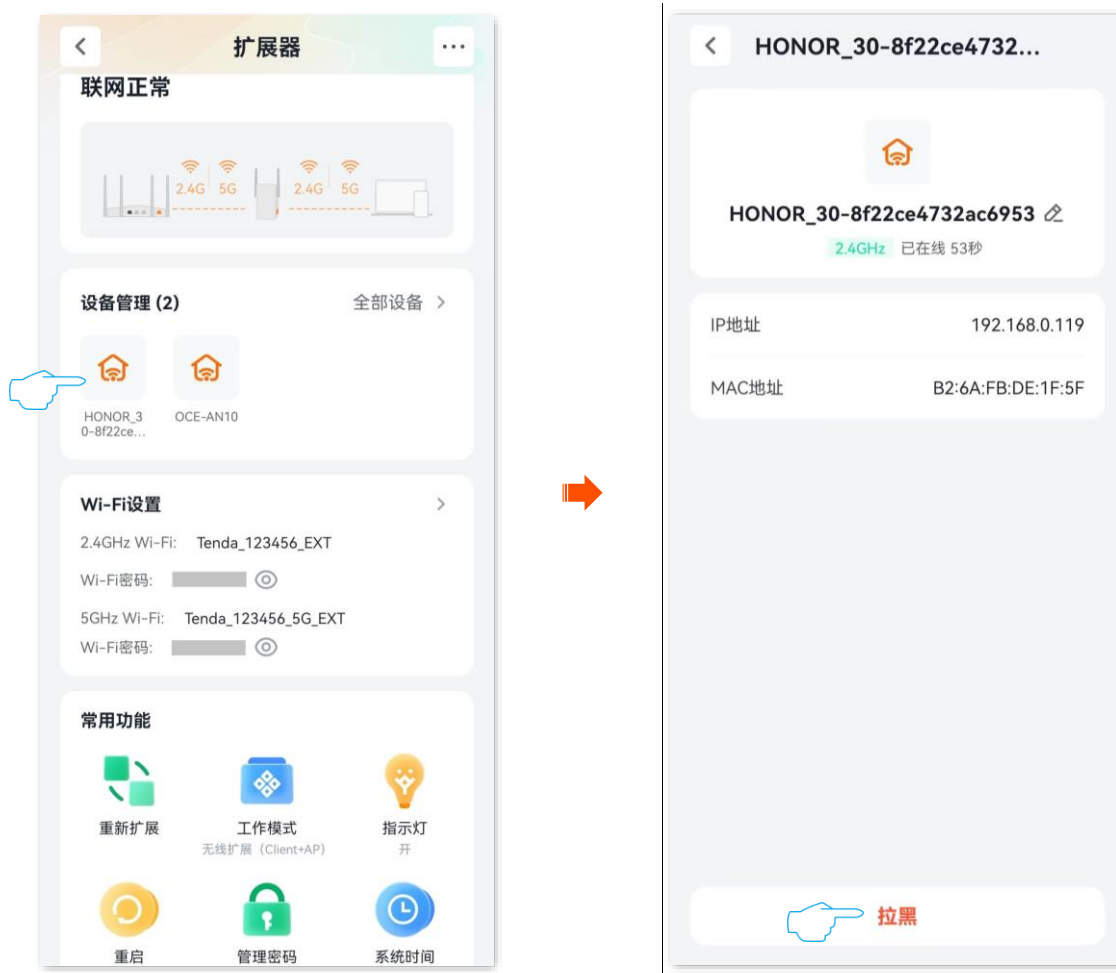 扩展器
联网正常
2.4G 5G 2.4G 5G
设备管理 (2) 全部设备
HONOR_3
0-8f22ce...
OCE-AN10
Wi-Fi设置
2.4GHz Wi-Fi: Tenda_123456_EXT
Wi-Fi密码:
5GHz Wi-Fi: Tenda_123456_5G_EXT
Wi-Fi密码:
常用功能
重新扩展 工作模式 指示灯
无线扩展（Client+AP） 开
重启 管理密码 系统时间
HONOR_30-8f22ce4732...
HONOR_30-8f22ce4732ac6953
2.4GHz 已在线 53秒
IP地址 192.168.0.119
MAC地址 B2:6A:FB:DE:1F:5F
拉黑